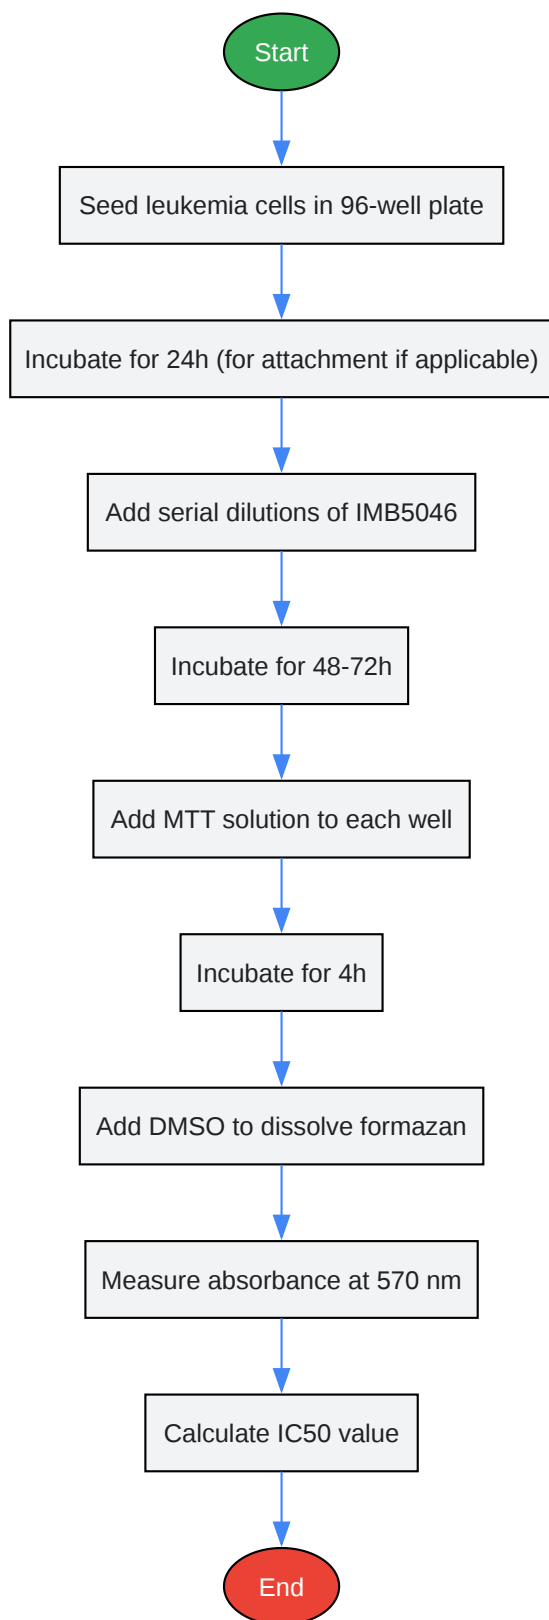 Start
Seed leukemia cells in 96-well plate
Incubate for 24h (for attachment if applicable)
Add serial dilutions of IMB5046
Incubate for 48-72h
Add MTT solution to each well
Incubate for 4h
Add DMSO to dissolve formazan
Measure absorbance at 570 nm
Calculate IC50 value
End